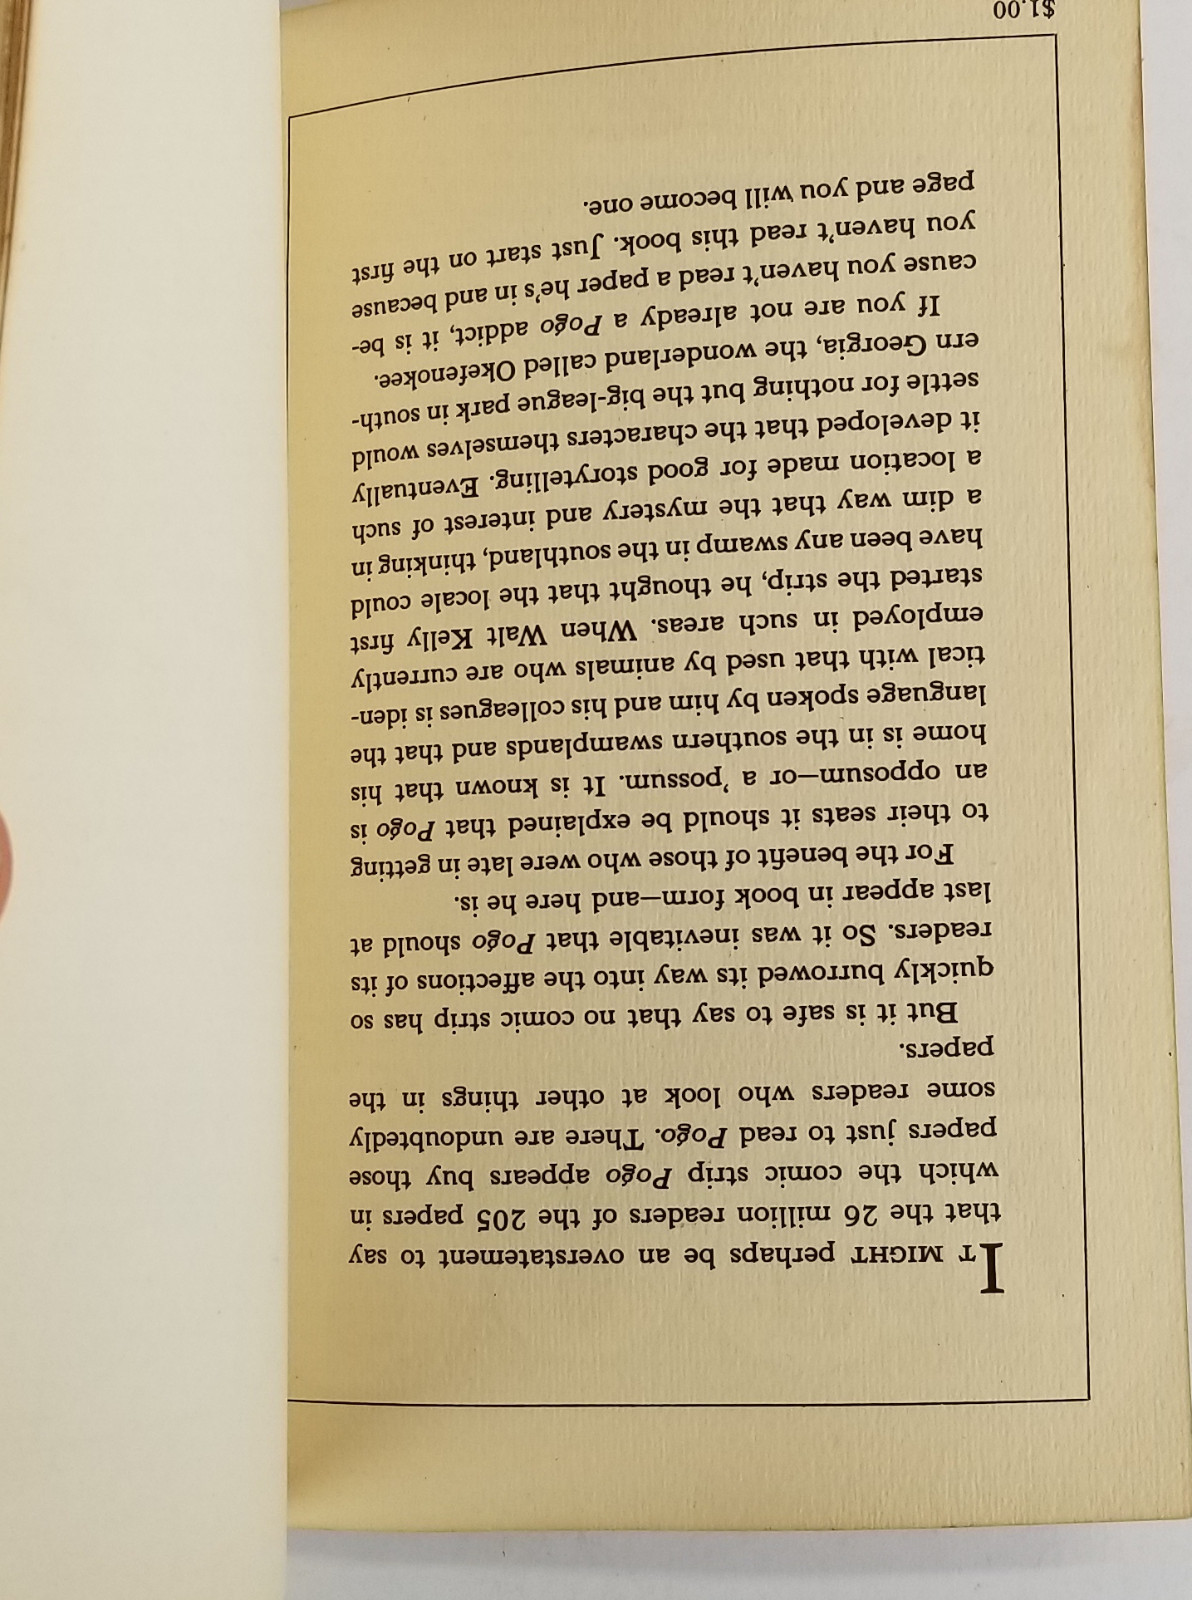 IT MIGHT perhaps be an overstatement to say
that the 26 million readers of the 205 papers in
which the comic strip Pogo appears buy those
papers just to read Pogo. There are undoubtedly
some readers who look at other things in the
papers.
But it is safe to say that no comic strip has so
quickly burrowed its way into the affections of its
readers. So it was inevitable that Pogo should at
last appear in book form—and here he is.
For the benefit of those who were late in getting
to their seats it should be explained that Pogo is
an opposum—or a ’possum. It is known that his
home is in the southern swamplands and that the
language spoken by him and his colleagues is iden-
tical with that used by animals who are currently
employed in such areas. When Walt Kelly first
started the strip, he thought that the locale could
have been any swamp in the southland, thinking in
a dim way that the mystery and interest of such
a location made for good storytelling. Eventually
it developed that the characters themselves would
settle for nothing but the big-league park in south-
ern Georgia, the wonderland called Okefenokee.
If you are not already a Pogo addict, it is be-
cause you haven’t read a paper he’s in and because
you haven’t read this book. Just start on the first
page and you will become one.
$1.00